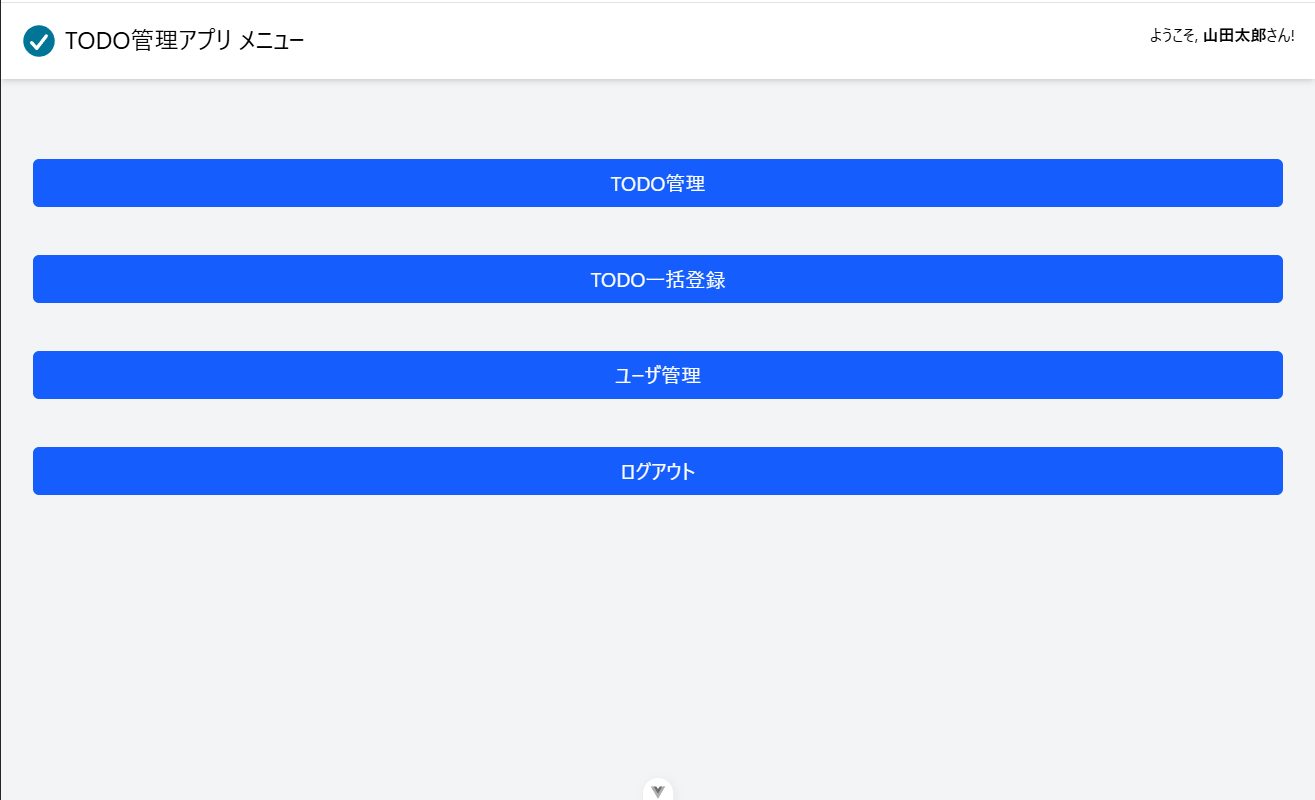 TODO管理アプリ メニュー
ようこそ, 山田太郎さん!
TODO管理
TODO一括登録
ユーザ管理
ログアウト